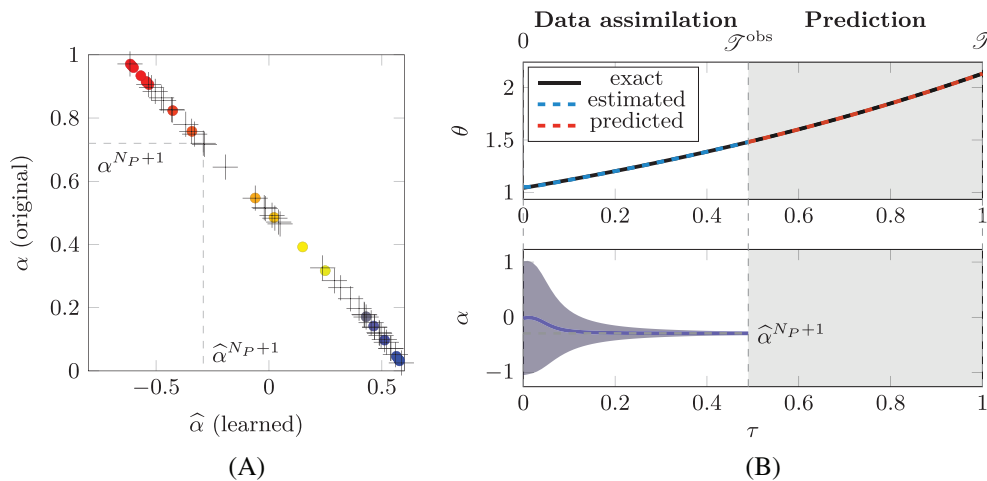 1
0.8
0.6
0.4
0.2
0
α (original)
α^{N_P+1}
α̂^{N_P+1}
−0.5
0
0.5
α̂ (learned)
(A)
Data assimilation
Prediction
0
𝒯^{obs}
𝒯
2
1.5
1
θ
exact
estimated
predicted
0
0.2
0.4
0.6
0.8
1
1
0
−1
α
α̂^{N_P+1}
0
0.2
0.4
0.6
0.8
1
τ
(B)